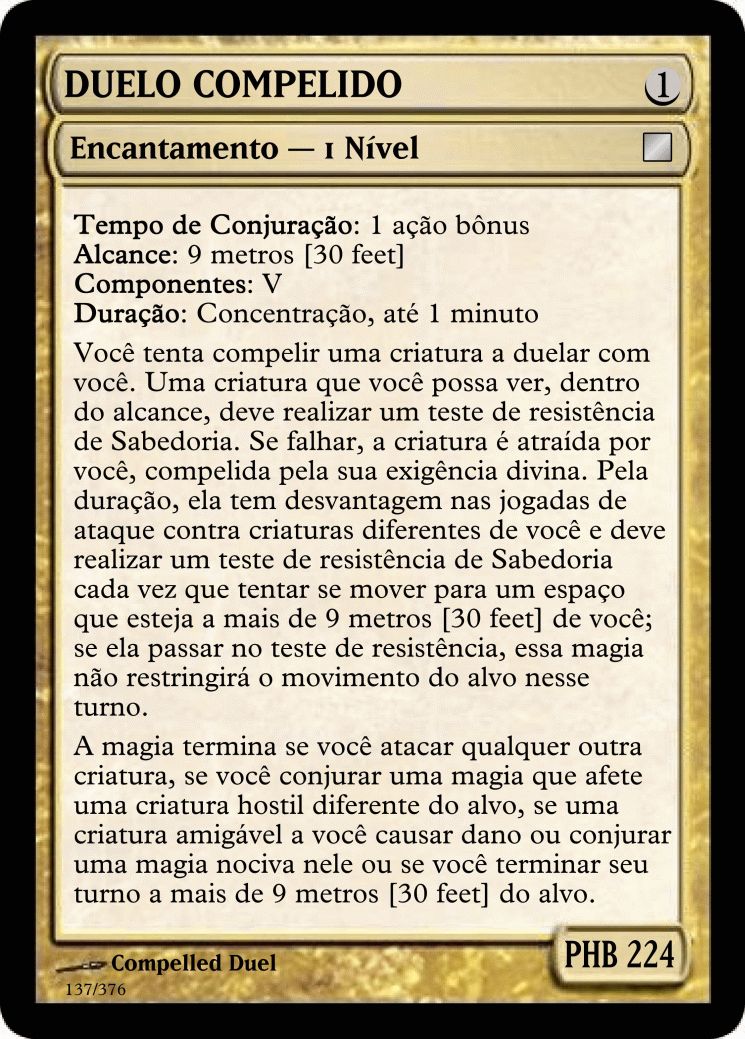 DUELO COMPELIDO
1
Encantamento — 1 Nível
Tempo de Conjuração: 1 ação bônus
Alcance: 9 metros [30 feet]
Componentes: V
Duração: Concentração, até 1 minuto
Você tenta compelir uma criatura a duelar com
você. Uma criatura que você possa ver, dentro
do alcance, deve realizar um teste de resistência
de Sabedoria. Se falhar, a criatura é atraída por
você, compelida pela sua exigência divina. Pela
duração, ela tem desvantagem nas jogadas de
ataque contra criaturas diferentes de você e deve
realizar um teste de resistência de Sabedoria
cada vez que tentar se mover para um espaço
que esteja a mais de 9 metros [30 feet] de você;
se ela passar no teste de resistência, essa magia
não restringirá o movimento do alvo nesse
turno.
A magia termina se você atacar qualquer outra
criatura, se você conjurar uma magia que afete
uma criatura hostil diferente do alvo, se uma
criatura amigável a você causar dano ou conjurar
uma magia nociva nele ou se você terminar seu
turno a mais de 9 metros [30 feet] do alvo.
PHB 224
Compelled Duel
137/376